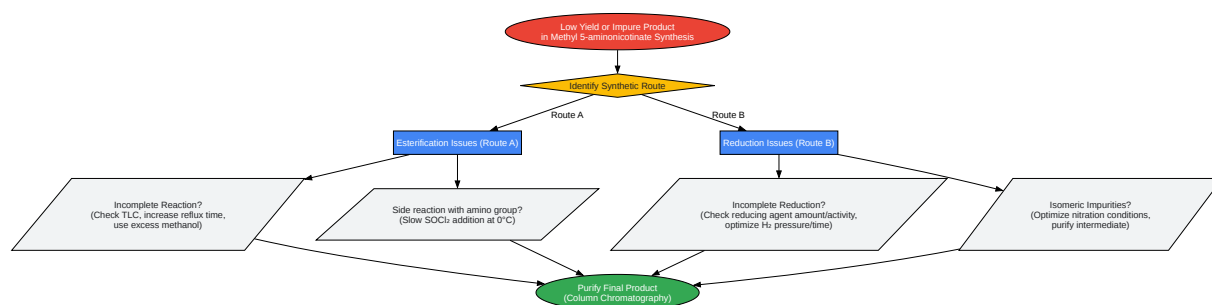 Low Yield or Impure Product
in Methyl 5-aminonicotinate Synthesis
Identify Synthetic Route
Route A
Route B
Esterification Issues (Route A)
Reduction Issues (Route B)
Incomplete Reaction?
(Check TLC, increase reflux time,
use excess methanol)
Side reaction with amino group?
(Slow SOCl₂ addition at 0°C)
Incomplete Reduction?
(Check reducing agent amount/activity,
optimize H₂ pressure/time)
Isomeric Impurities?
(Optimize nitration conditions,
purify intermediate)
Purify Final Product
(Column Chromatography)